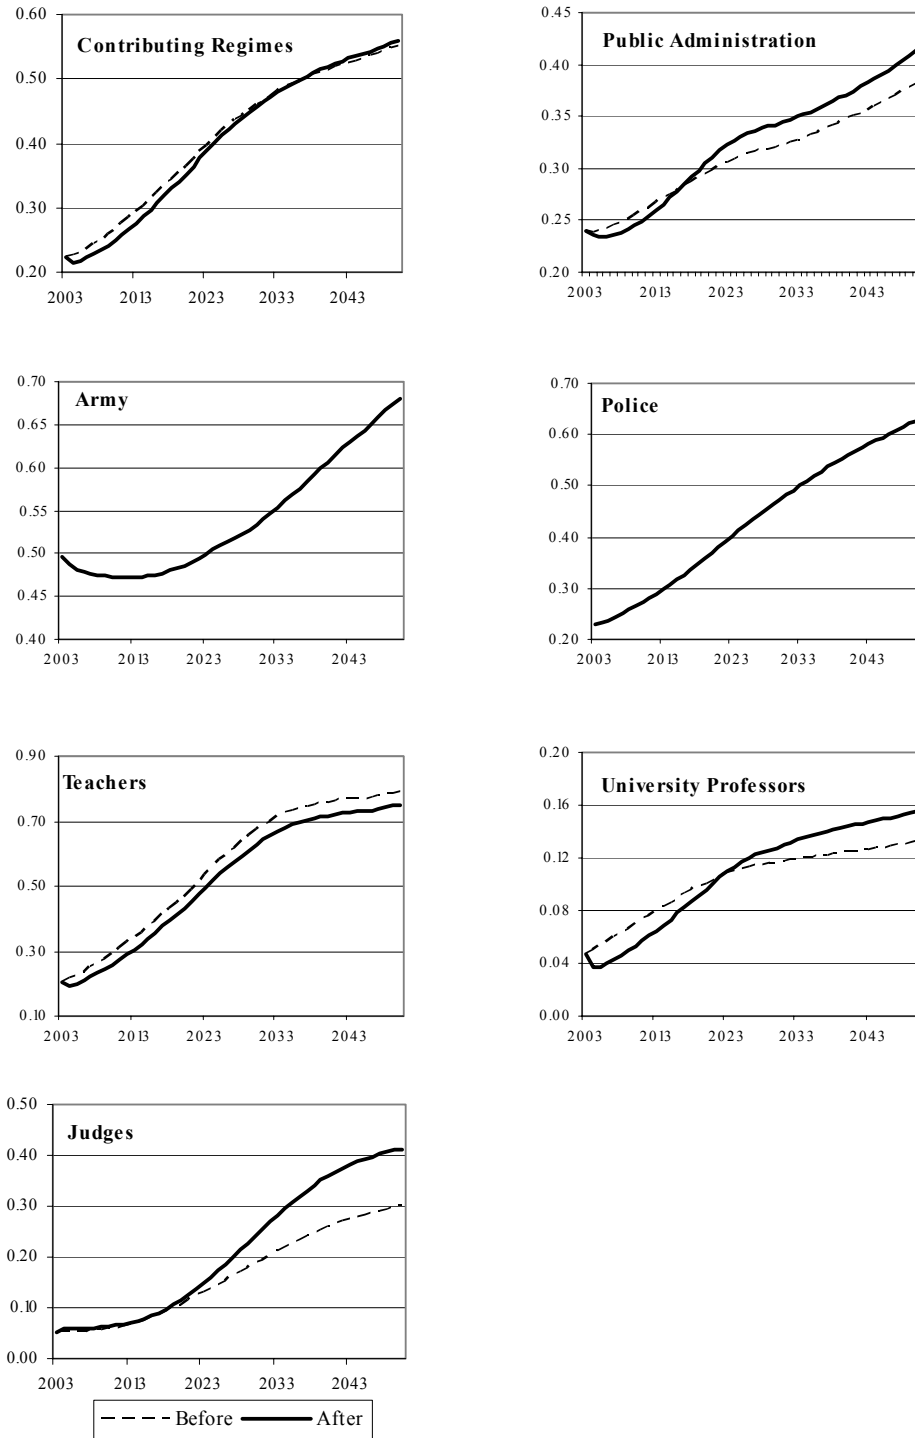 Contributing Regimes
0.60
0.50
0.40
0.30
0.20
2003 2013 2023 2033 2043
Public Administration
0.45
0.40
0.35
0.30
0.25
0.20
2003 2013 2023 2033 2043
Army
0.70
0.65
0.60
0.55
0.50
0.45
0.40
2003 2013 2023 2033 2043
Police
0.70
0.60
0.50
0.40
0.30
0.20
2003 2013 2023 2033 2043
Teachers
0.90
0.70
0.50
0.30
0.10
2003 2013 2023 2033 2043
University Professors
0.20
0.16
0.12
0.08
0.04
0.00
2003 2013 2023 2033 2043
Judges
0.50
0.40
0.30
0.20
0.10
0.00
2003 2013 2023 2033 2043
Before After